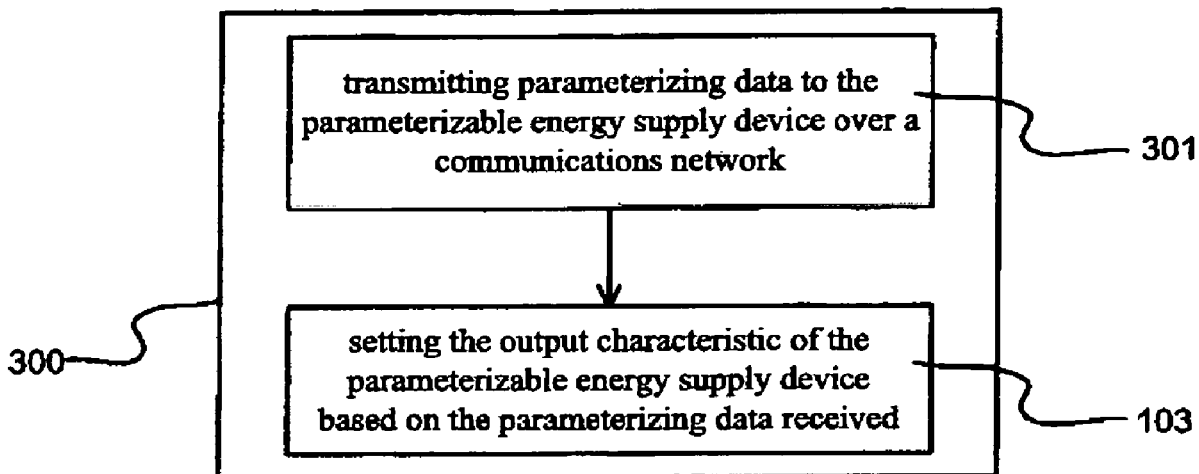 transmitting parameterizing data to the
parameterizable energy supply device over a
communications network
301
setting the output characteristic of the
parameterizable energy supply device
based on the parameterizing data received
300
103